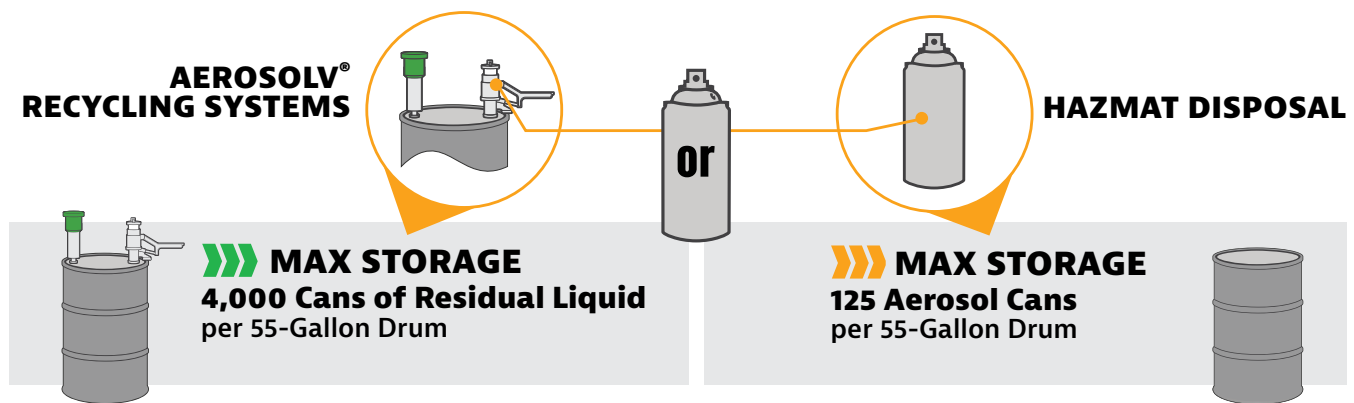 AEROSOLV®
RECYCLING SYSTEMS
or
HAZMAT DISPOSAL
MAX STORAGE
4,000 Cans of Residual Liquid
per 55-Gallon Drum
MAX STORAGE
125 Aerosol Cans
per 55-Gallon Drum